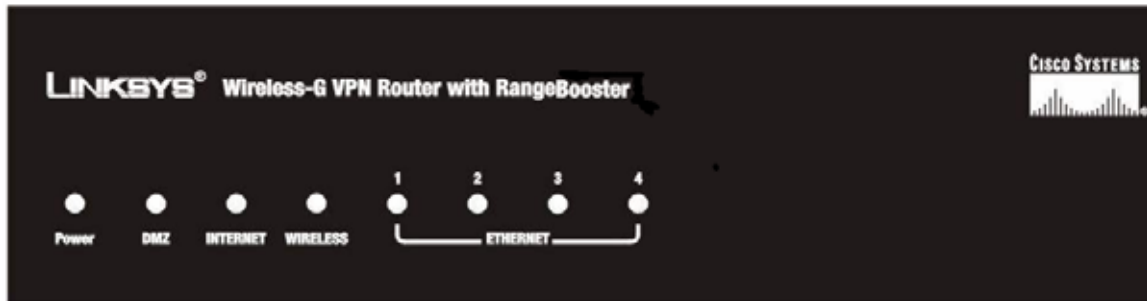 LINKSYS® Wireless-G VPN Router with RangeBooster
CISCO SYSTEMS
®
1 2 3 4
Power DMZ INTERNET WIRELESS ETHERNET